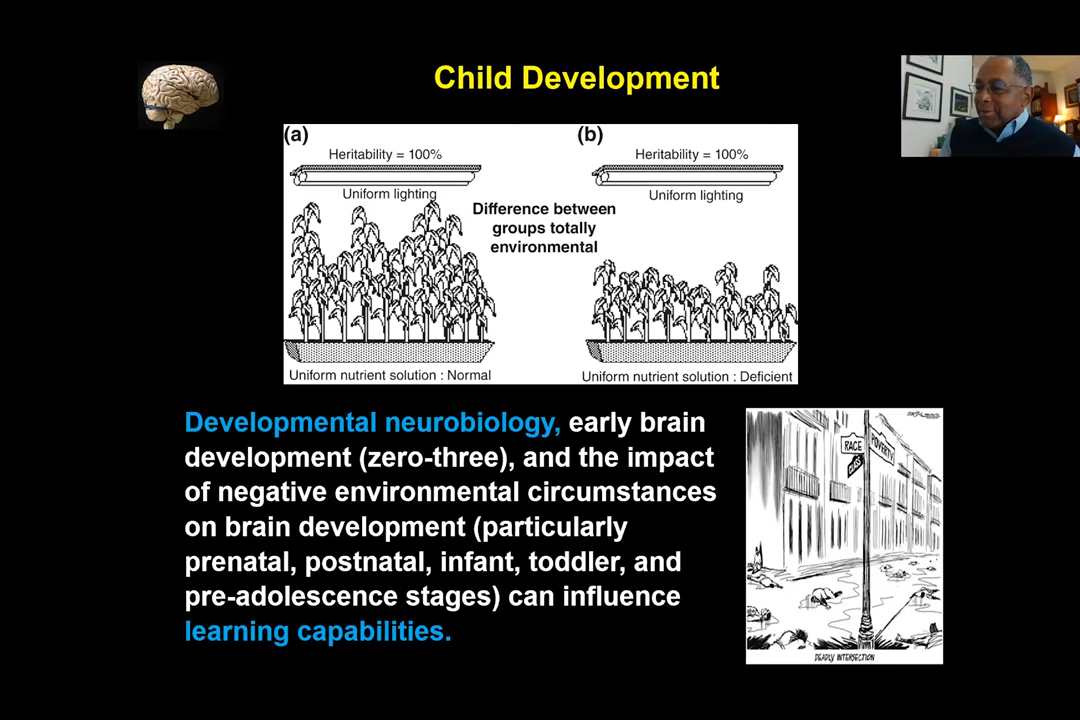 Child Development
(a)
Heritability = 100%
Uniform lighting
Difference between
groups totally
environmental
Uniform nutrient solution : Normal
(b)
Heritability = 100%
Uniform lighting
Uniform nutrient solution : Deficient
Developmental neurobiology, early brain
development (zero-three), and the impact
of negative environmental circumstances
on brain development (particularly
prenatal, postnatal, infant, toddler, and
pre-adolescence stages) can influence
learning capabilities.
RACE
POVERTY
CLASS
DEADLY INTERSECTION